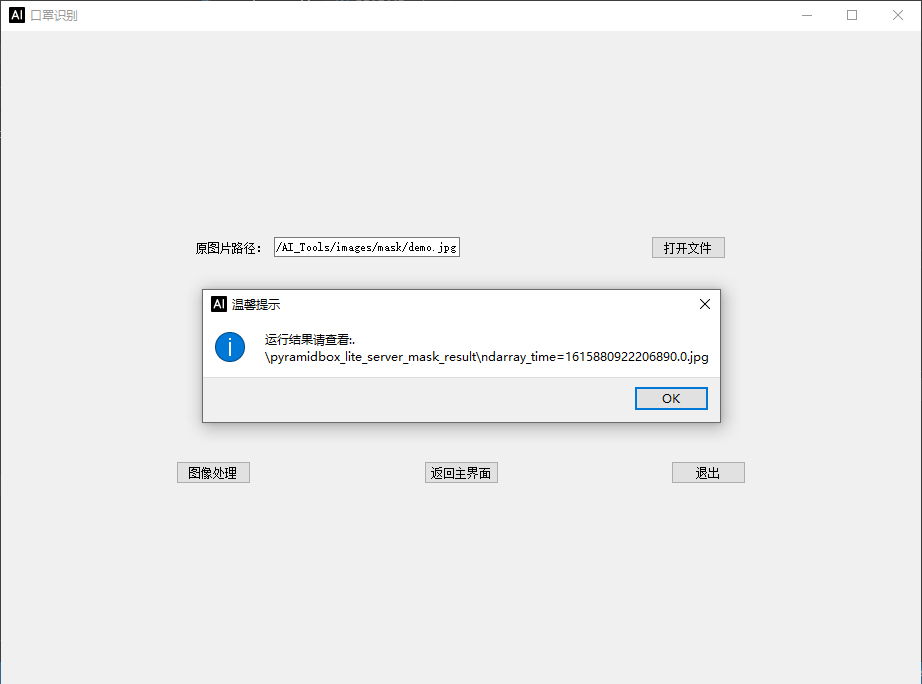 AI 口罩识别
原图片路径：
/AI_Tools/images/mask/demo.jpg
打开文件
AI 温馨提示
运行结果请查看:.
\pyramidbox_lite_server_mask_result\ndarray_time=1615880922206890.0.jpg
OK
图像处理
返回主界面
退出